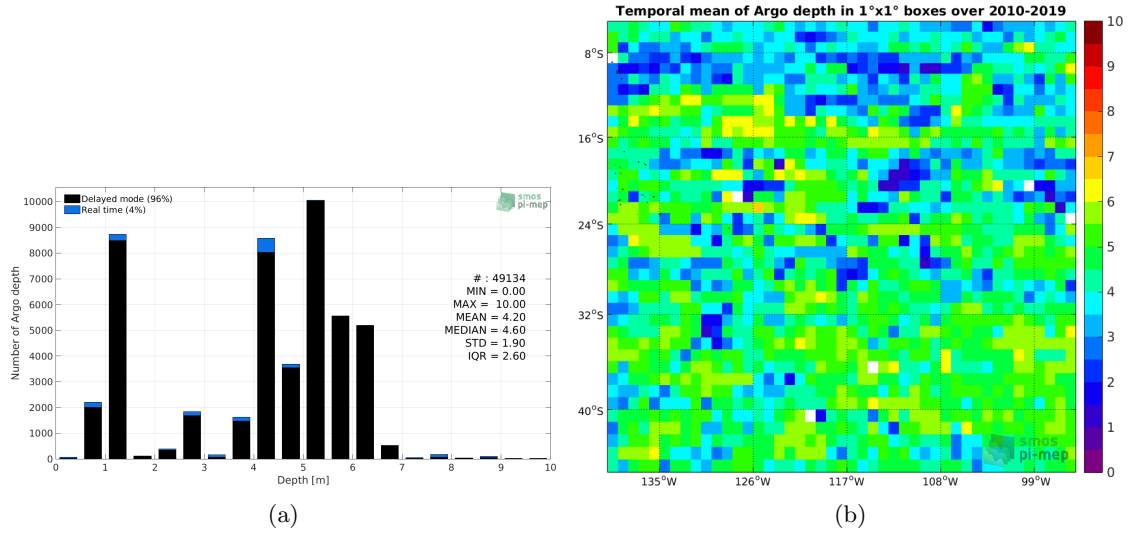 Temporal mean of Argo depth in 1°x1° boxes over 2010-2019
10
9
8
7
6
5
4
3
2
1
0
8°S
16°S
24°S
32°S
40°S
135°W
126°W
117°W
108°W
99°W
smos
pi-mep
Delayed mode (96%)
Real time (4%)
smos
pi-mep
10000
9000
8000
7000
6000
5000
4000
3000
2000
1000
0
Number of Argo depth
# : 49134
MIN = 0.00
MAX = 10.00
MEAN = 4.20
MEDIAN = 4.60
STD = 1.90
IQR = 2.60
0 1 2 3 4 5 6 7 8 9 10
Depth [m]
(a)
(b)